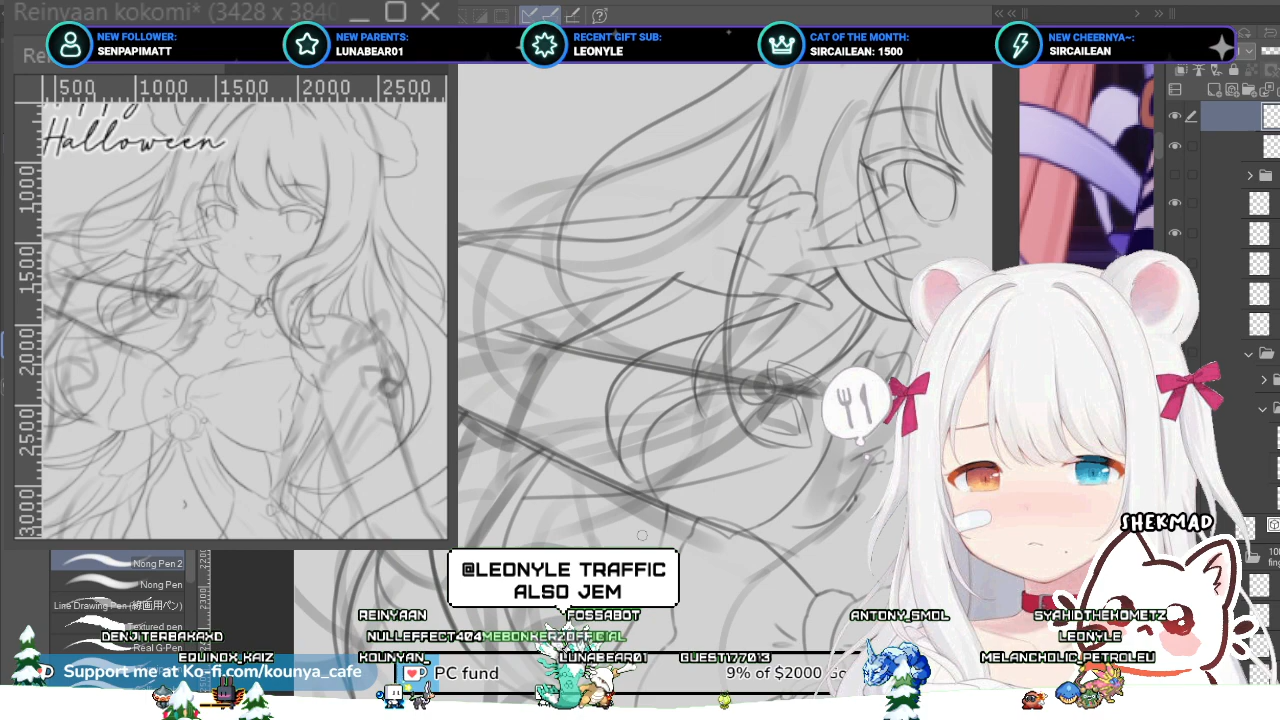 Reinyaan kokomi* (3428 x 3840
NEW FOLLOWER:
SENPAPIMATT
NEW PARENTS:
LUNABEAR01
RECENT GIFT SUB:
LEONYLE
CAT OF THE MONTH:
SIRCAILEAN: 1500
NEW CHEERNYA~:
SIRCAILEAN
Rei
500 1000 1500 2000 2500
Halloween
1000
1500
2000
2500
3000
SHEKMAD
Nong Pen 2
Nong Pen
Line Drawing Pen (線画用ペン)
Textured pen
Real G-Pen
@LEONYLE TRAFFIC
ALSO JEM
REINYAAN
FOSSABOT
ANTONY_SMOL
SYAHIDTHEKOMETZ
DENJITERBAKAXD
NULLEFFECT404
MEBONKERZOFFICIAL
LEONYLE
EQUINOX_KAIZ
KOUNYAN_
LUNABEAR01
GUEST177013
MELANCHOLIC_PETROLEU
Support me at Ko-fi.com/kounya_cafe
PC fund
9% of $2000 Go